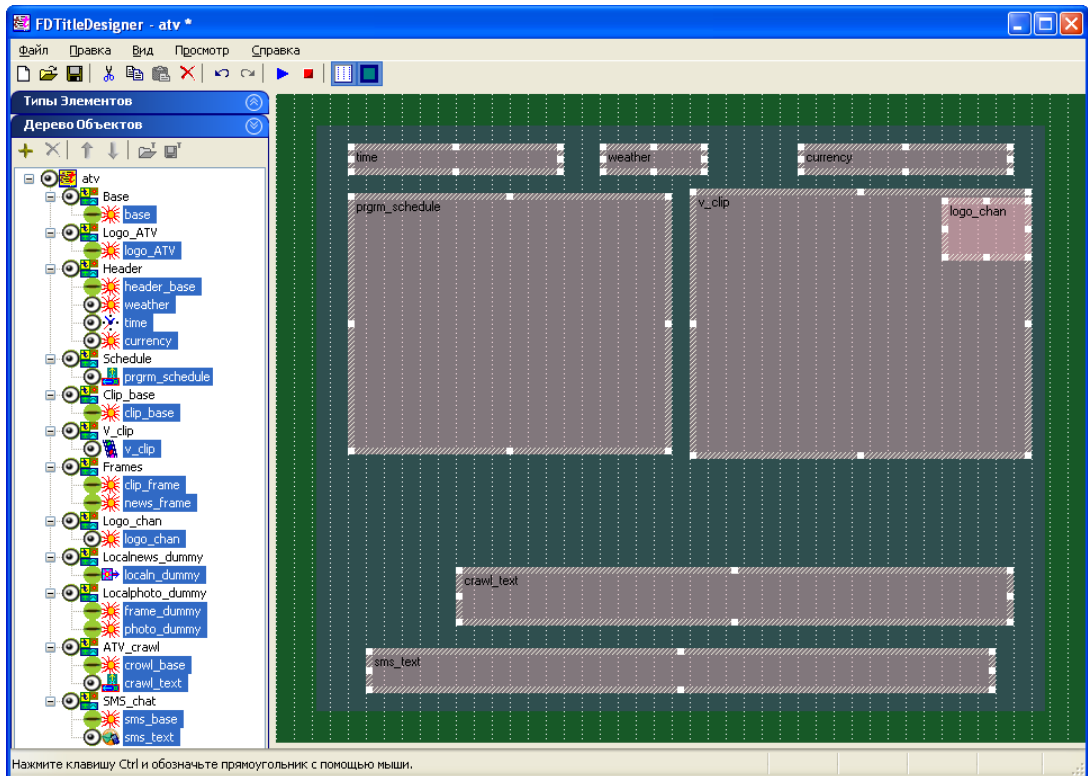 FDTitleDesigner - atv *
Файл Правка Вид Просмотр Справка
Типы Элементов
Дерево Объектов
atv
Base
base
Logo_ATV
logo_ATV
Header
header_base
weather
time
currency
Schedule
prgrm_schedule
Clip_base
clip_base
V_clip
v_clip
Frames
clip_frame
news_frame
Logo_chan
logo_chan
Localnews_dummy
localn_dummy
Localphoto_dummy
frame_dummy
photo_dummy
ATV_crawl
crowl_base
crawl_text
SMS_chat
sms_base
sms_text
time weather currency
prgrm_schedule v_clip logo_chan
crawl_text
sms_text
Нажмите клавишу Ctrl и обозначьте прямоугольник с помощью мыши.